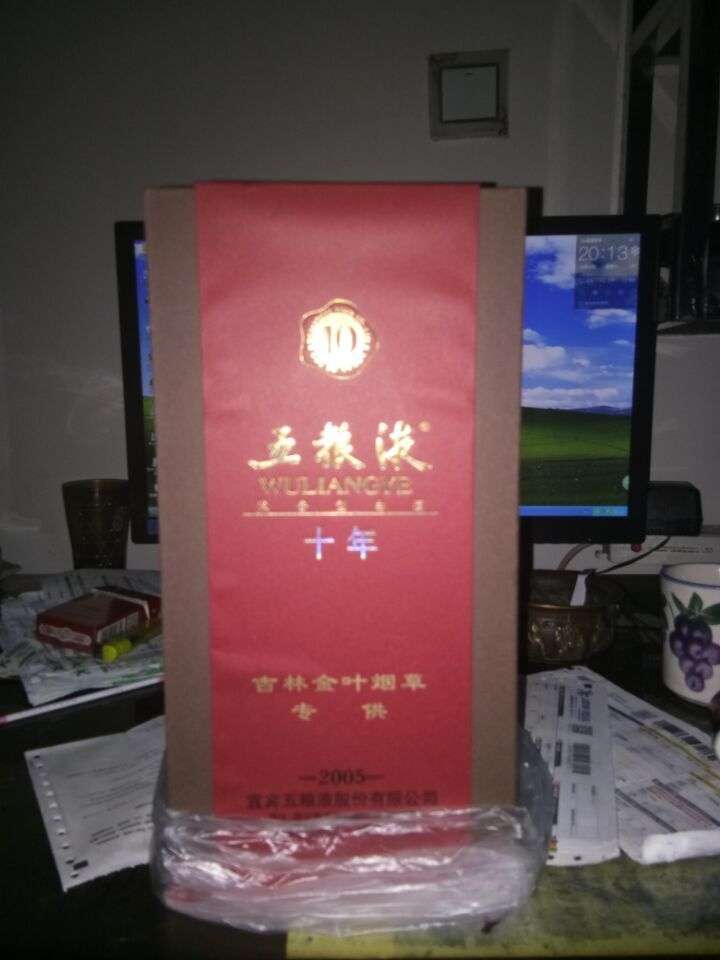 20:13
10
五粮液®
WULIANGYE
十年
吉林金叶烟草
专 供
—2005—
宜宾五粮液股份有限公司